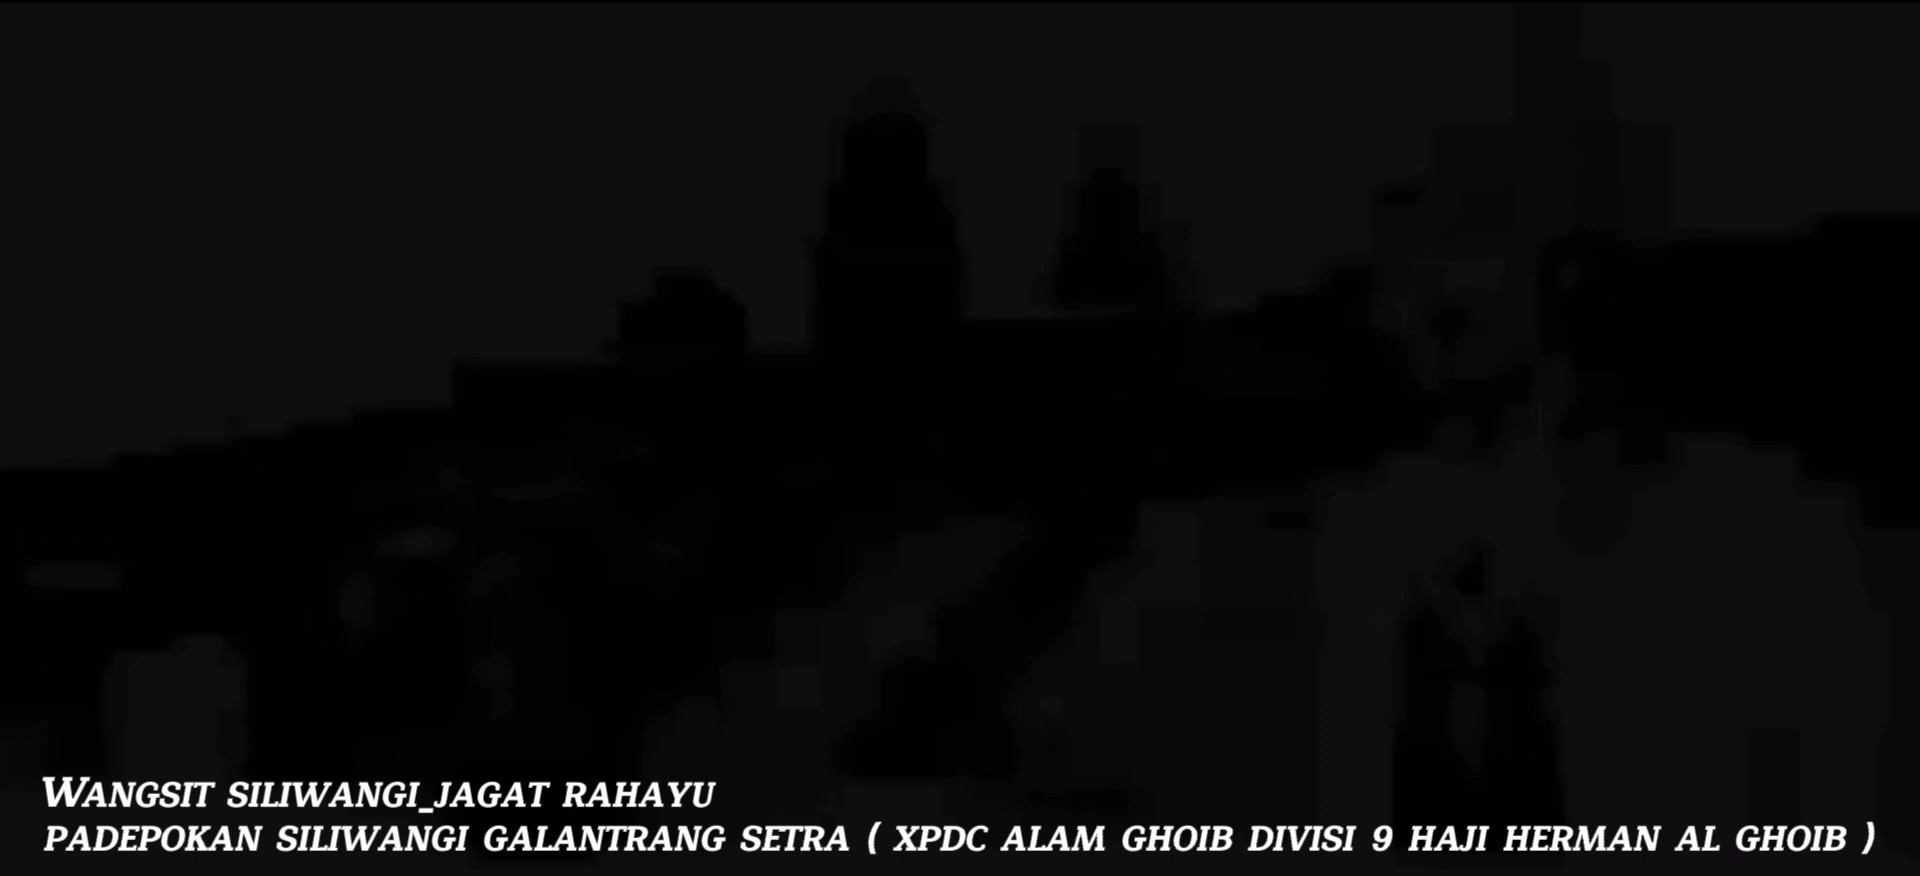 WANGSIT SILIWANGI_JAGAT RAHAYU
PADEPOKAN SILIWANGI GALANTRANG SETRA ( XPDC ALAM GHOIB DIVISI 9 HAJI HERMAN AL GHOIB )